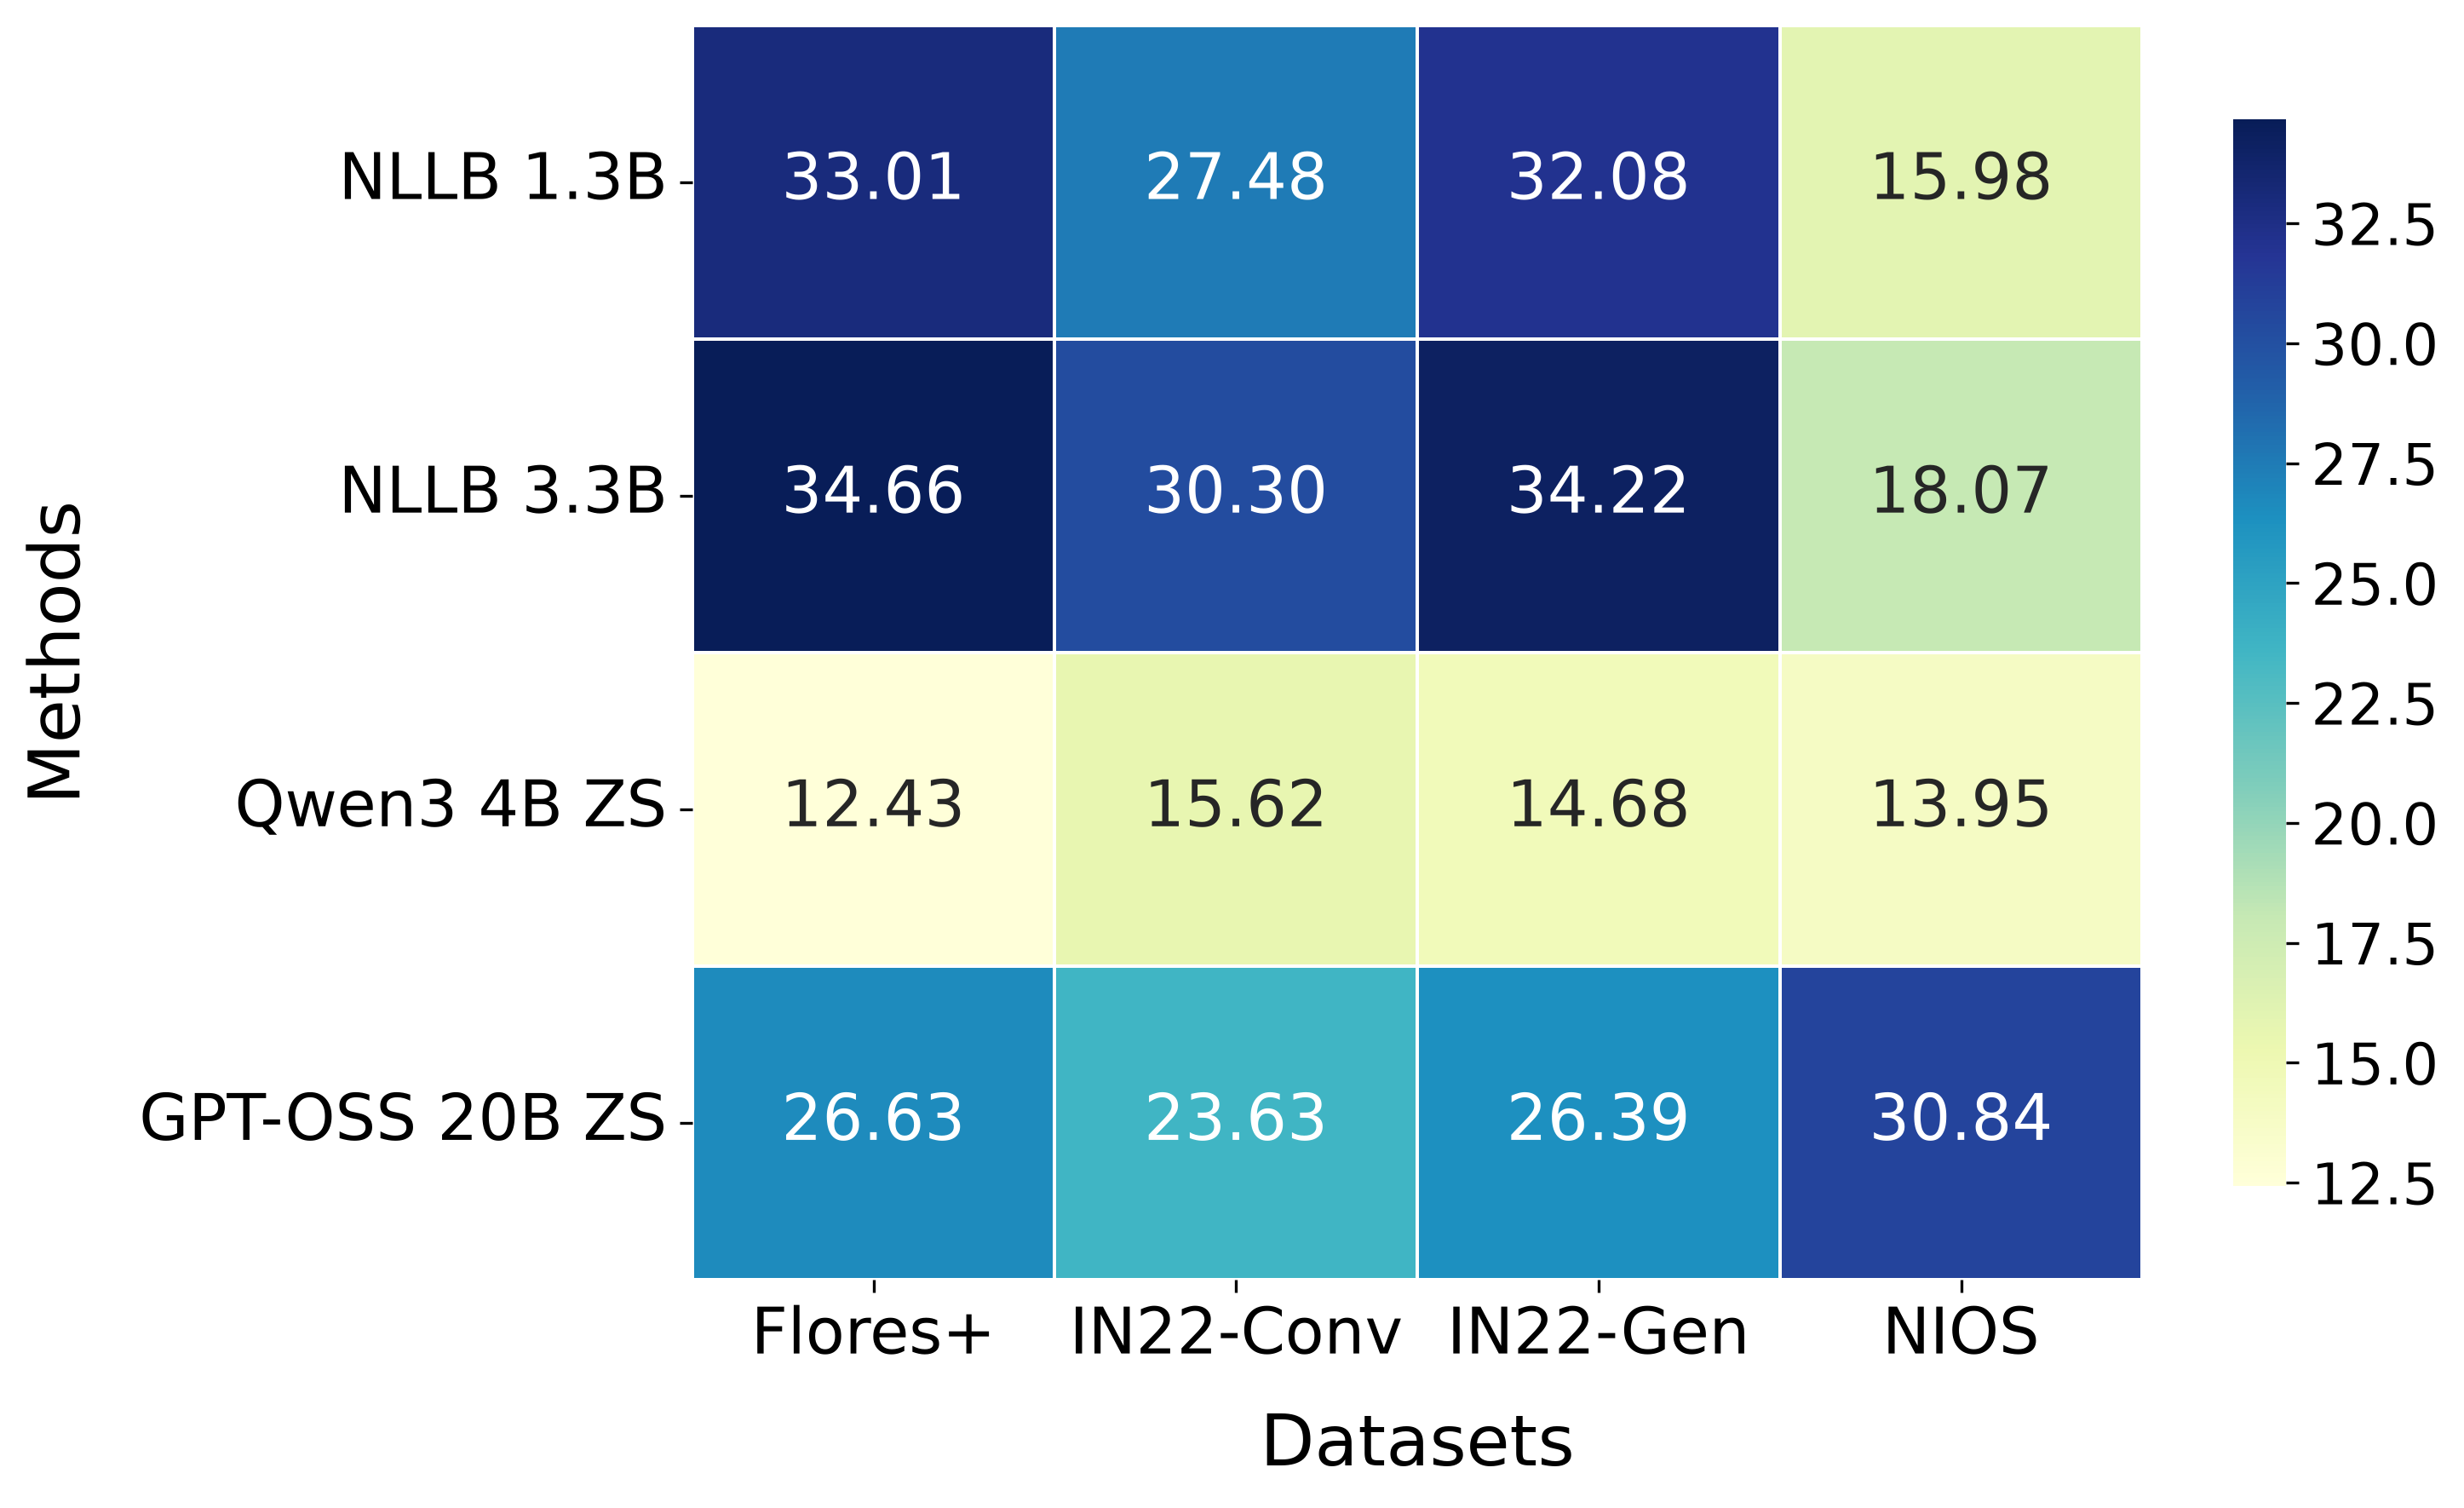 NLLB 1.3B 33.01 27.48 32.08 15.98
NLLB 3.3B 34.66 30.30 34.22 18.07
Qwen3 4B ZS 12.43 15.62 14.68 13.95
GPT-OSS 20B ZS 26.63 23.63 26.39 30.84
Methods
Flores+ IN22-Conv IN22-Gen NIOS
Datasets
32.5
30.0
27.5
25.0
22.5
20.0
17.5
15.0
12.5